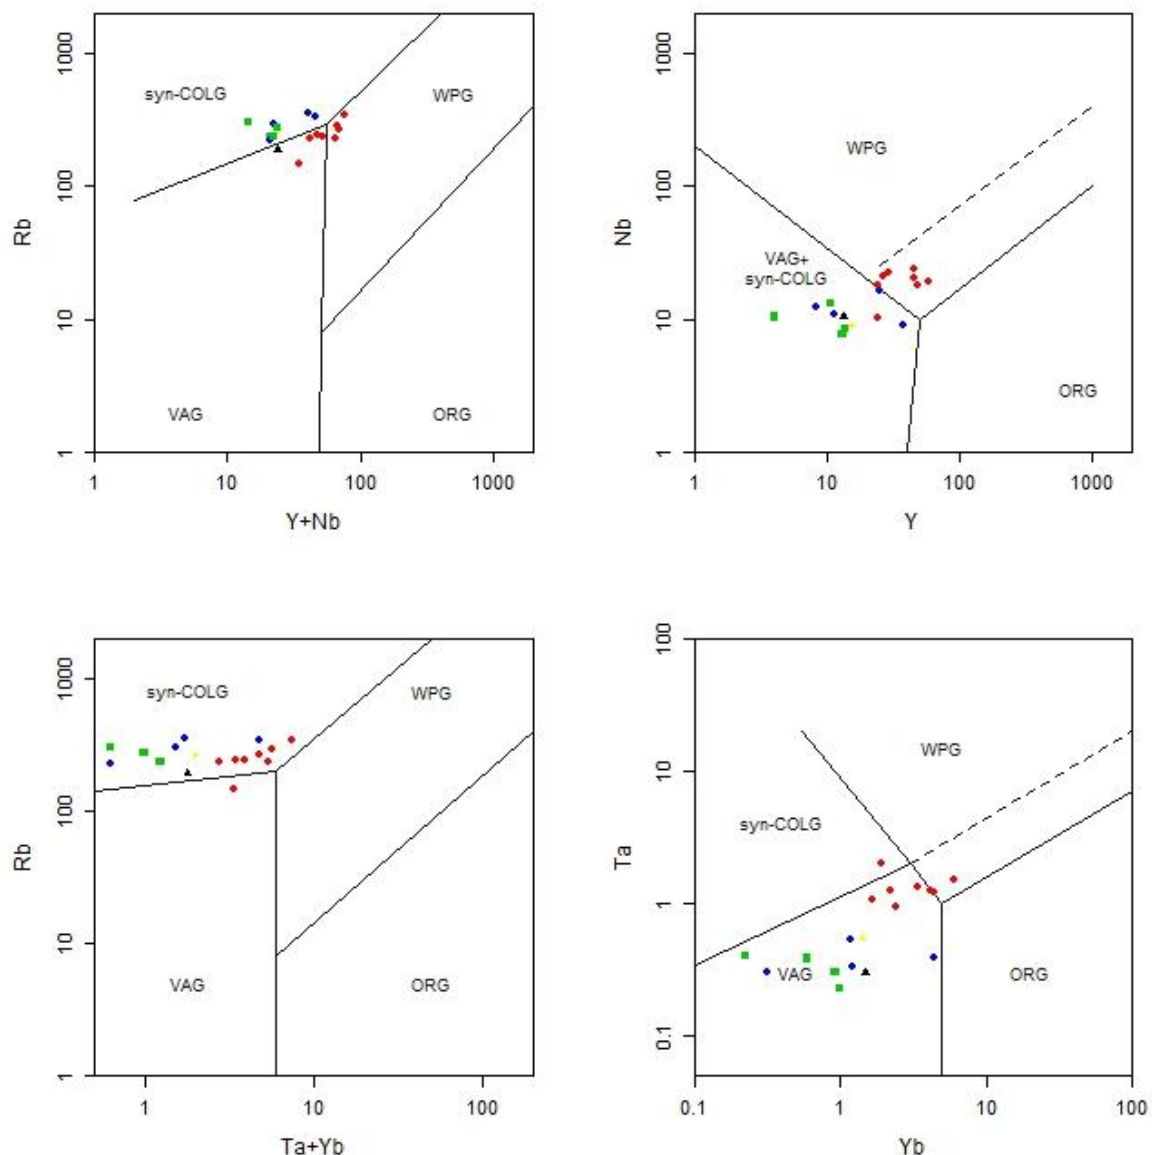 1000
100
10
1
Rb
syn-COLG
WPG
VAG
ORG
1 10 100 1000
Y+Nb
1000
100
10
1
Nb
WPG
VAG+
syn-COLG
ORG
1 10 100 1000
Y
1000
100
10
1
Rb
syn-COLG
WPG
VAG
ORG
1 10 100
Ta+Yb
100
10
1
0.1
Ta
WPG
syn-COLG
VAG
ORG
0.1 1 10 100
Yb